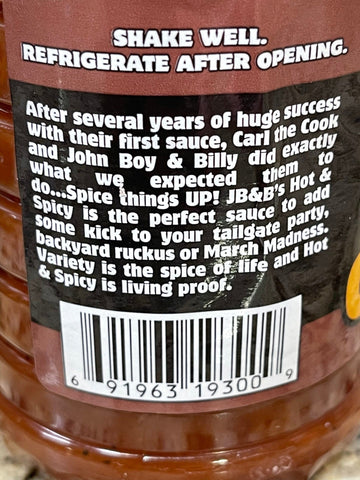 SHAKE WELL.
REFRIGERATE AFTER OPENING.
After several years of huge success
with their first sauce, Carl the Cook
and John Boy & Billy did exactly
what we expected them to
do...Spice things UP! JB&B's Hot &
Spicy is the perfect sauce to add
some kick to your tailgate party,
backyard ruckus or March Madness.
Variety is the spice of life and Hot
& Spicy is living proof.
6 91963 19300 9